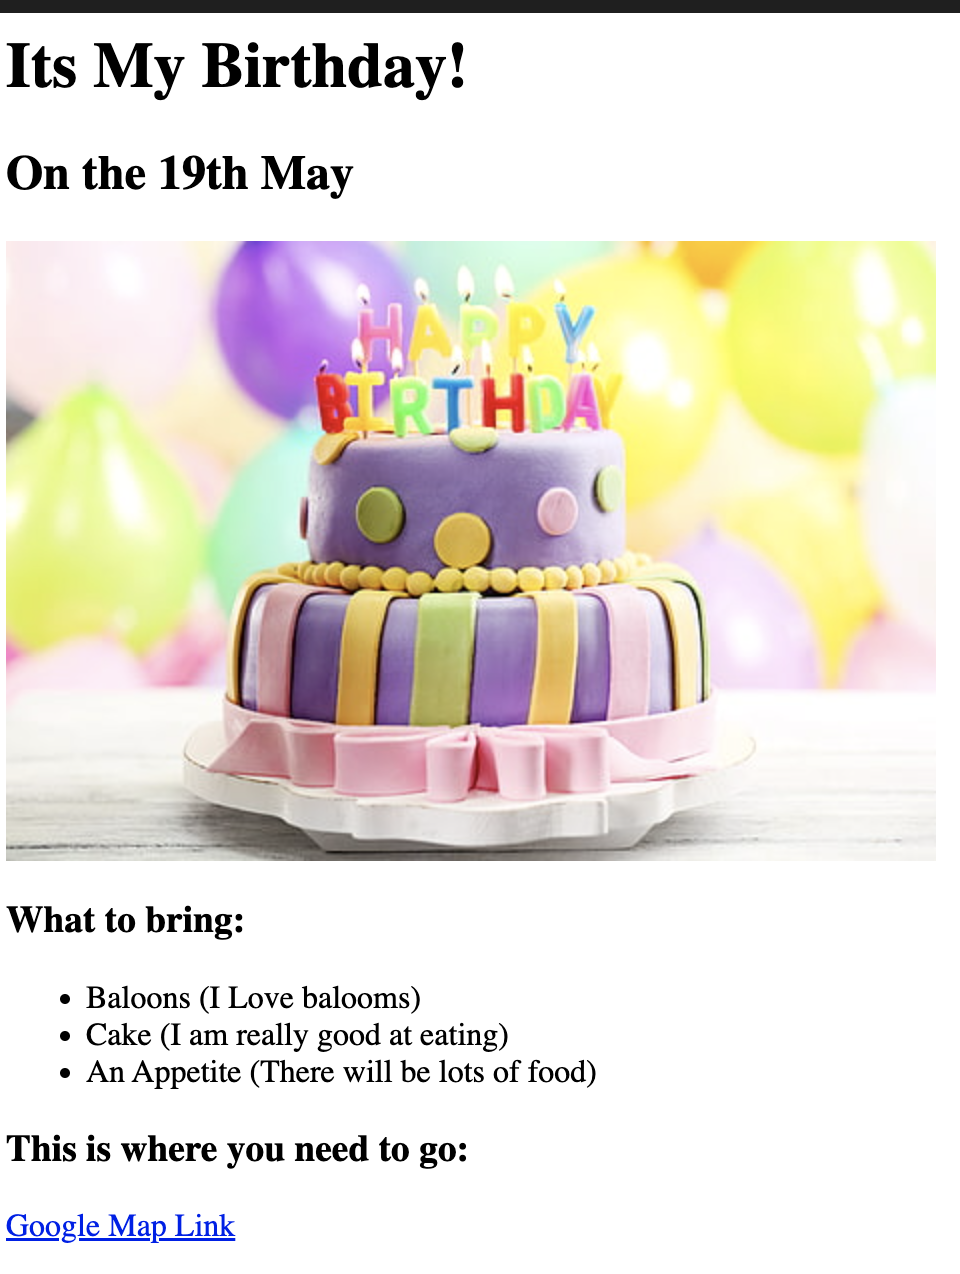 Its My Birthday!
On the 19th May
HAPPY
BIRTHDAY
What to bring:
Baloons (I Love balooms)
Cake (I am really good at eating)
An Appetite (There will be lots of food)
This is where you need to go:
Google Map Link